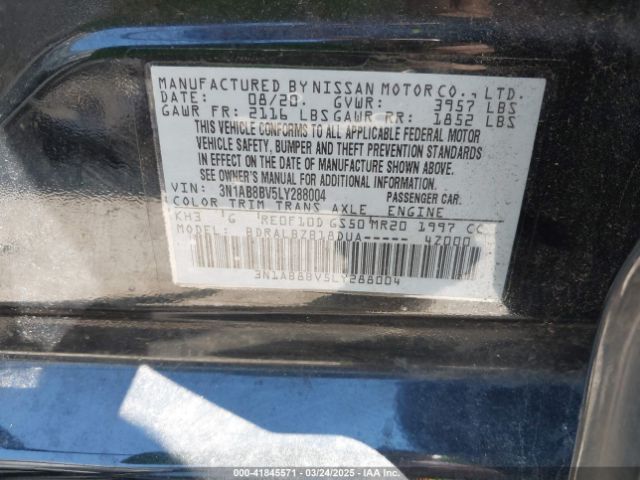 MANUFACTURED BY NISSAN MOTOR CO., LTD.
DATE: 08/20. GVWR: 3957 LBS
GAWR FR: 2116 LBS GAWR RR: 1852 LBS
THIS VEHICLE CONFORMS TO ALL APPLICABLE FEDERAL MOTOR
VEHICLE SAFETY, BUMPER AND THEFT PREVENTION STANDARDS
IN EFFECT ON THE DATE OF MANUFACTURE SHOWN ABOVE.
SEE OWNER'S MANUAL FOR ADDITIONAL INFORMATION.
VIN: 3N1AB8BV5LY288004 PASSENGER CAR.
COLOR TRIM TRANS AXLE ENGINE
KH3 G RE0F10D GS50 MR20 1997 CC
MODEL: BDRALBZB18DUA----- 4Z000
3N1AB8BV5LY288004
000-41845571 | 03/24/2025 | IAA Inc.